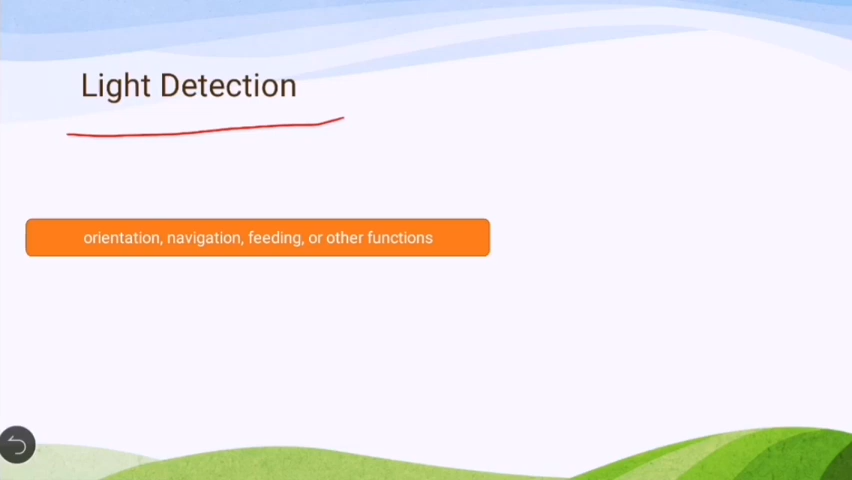 Light Detection
orientation, navigation, feeding, or other functions